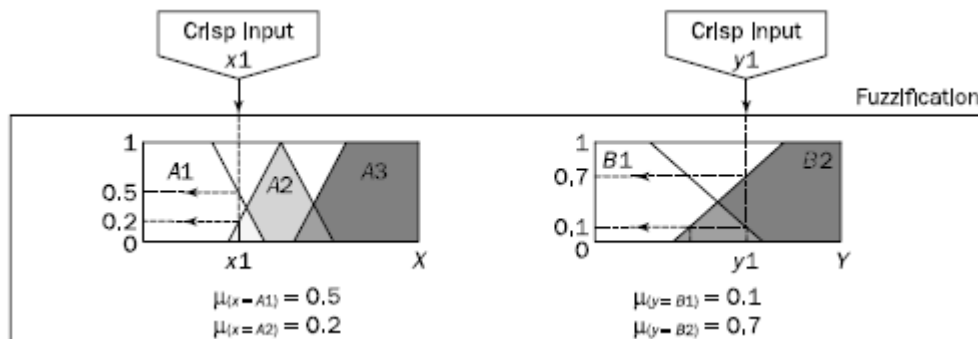 Crisp Input
x1
Crisp Input
y1
Fuzzification
1
A1
A2
A3
0.5
0.2
0
x1
X
1
B1
B2
0.7
0.1
0
y1
Y
μ(x=A1) = 0.5
μ(x=A2) = 0.2
μ(y=B1) = 0.1
μ(y=B2) = 0.7